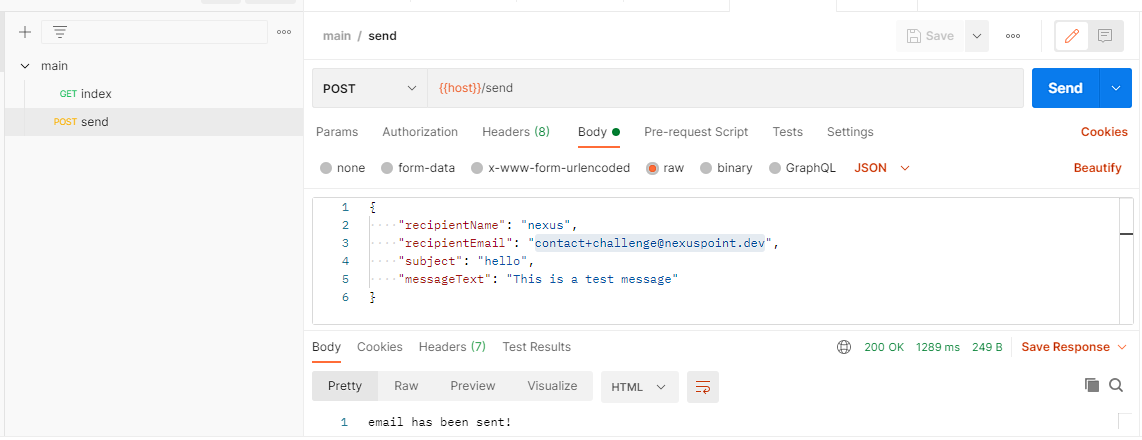 main / send
Save
main
GET index
POST send
POST
{{host}}/send
Send
Params Authorization Headers (8) Body Pre-request Script Tests Settings Cookies
none form-data x-www-form-urlencoded raw binary GraphQL JSON Beautify
1 {
2 "recipientName": "nexus",
3 "recipientEmail": "contact+challenge@nexuspoint.dev",
4 "subject": "hello",
5 "messageText": "This is a test message"
6 }
Body Cookies Headers (7) Test Results 200 OK 1289 ms 249 B Save Response
Pretty Raw Preview Visualize HTML
1 email has been sent!